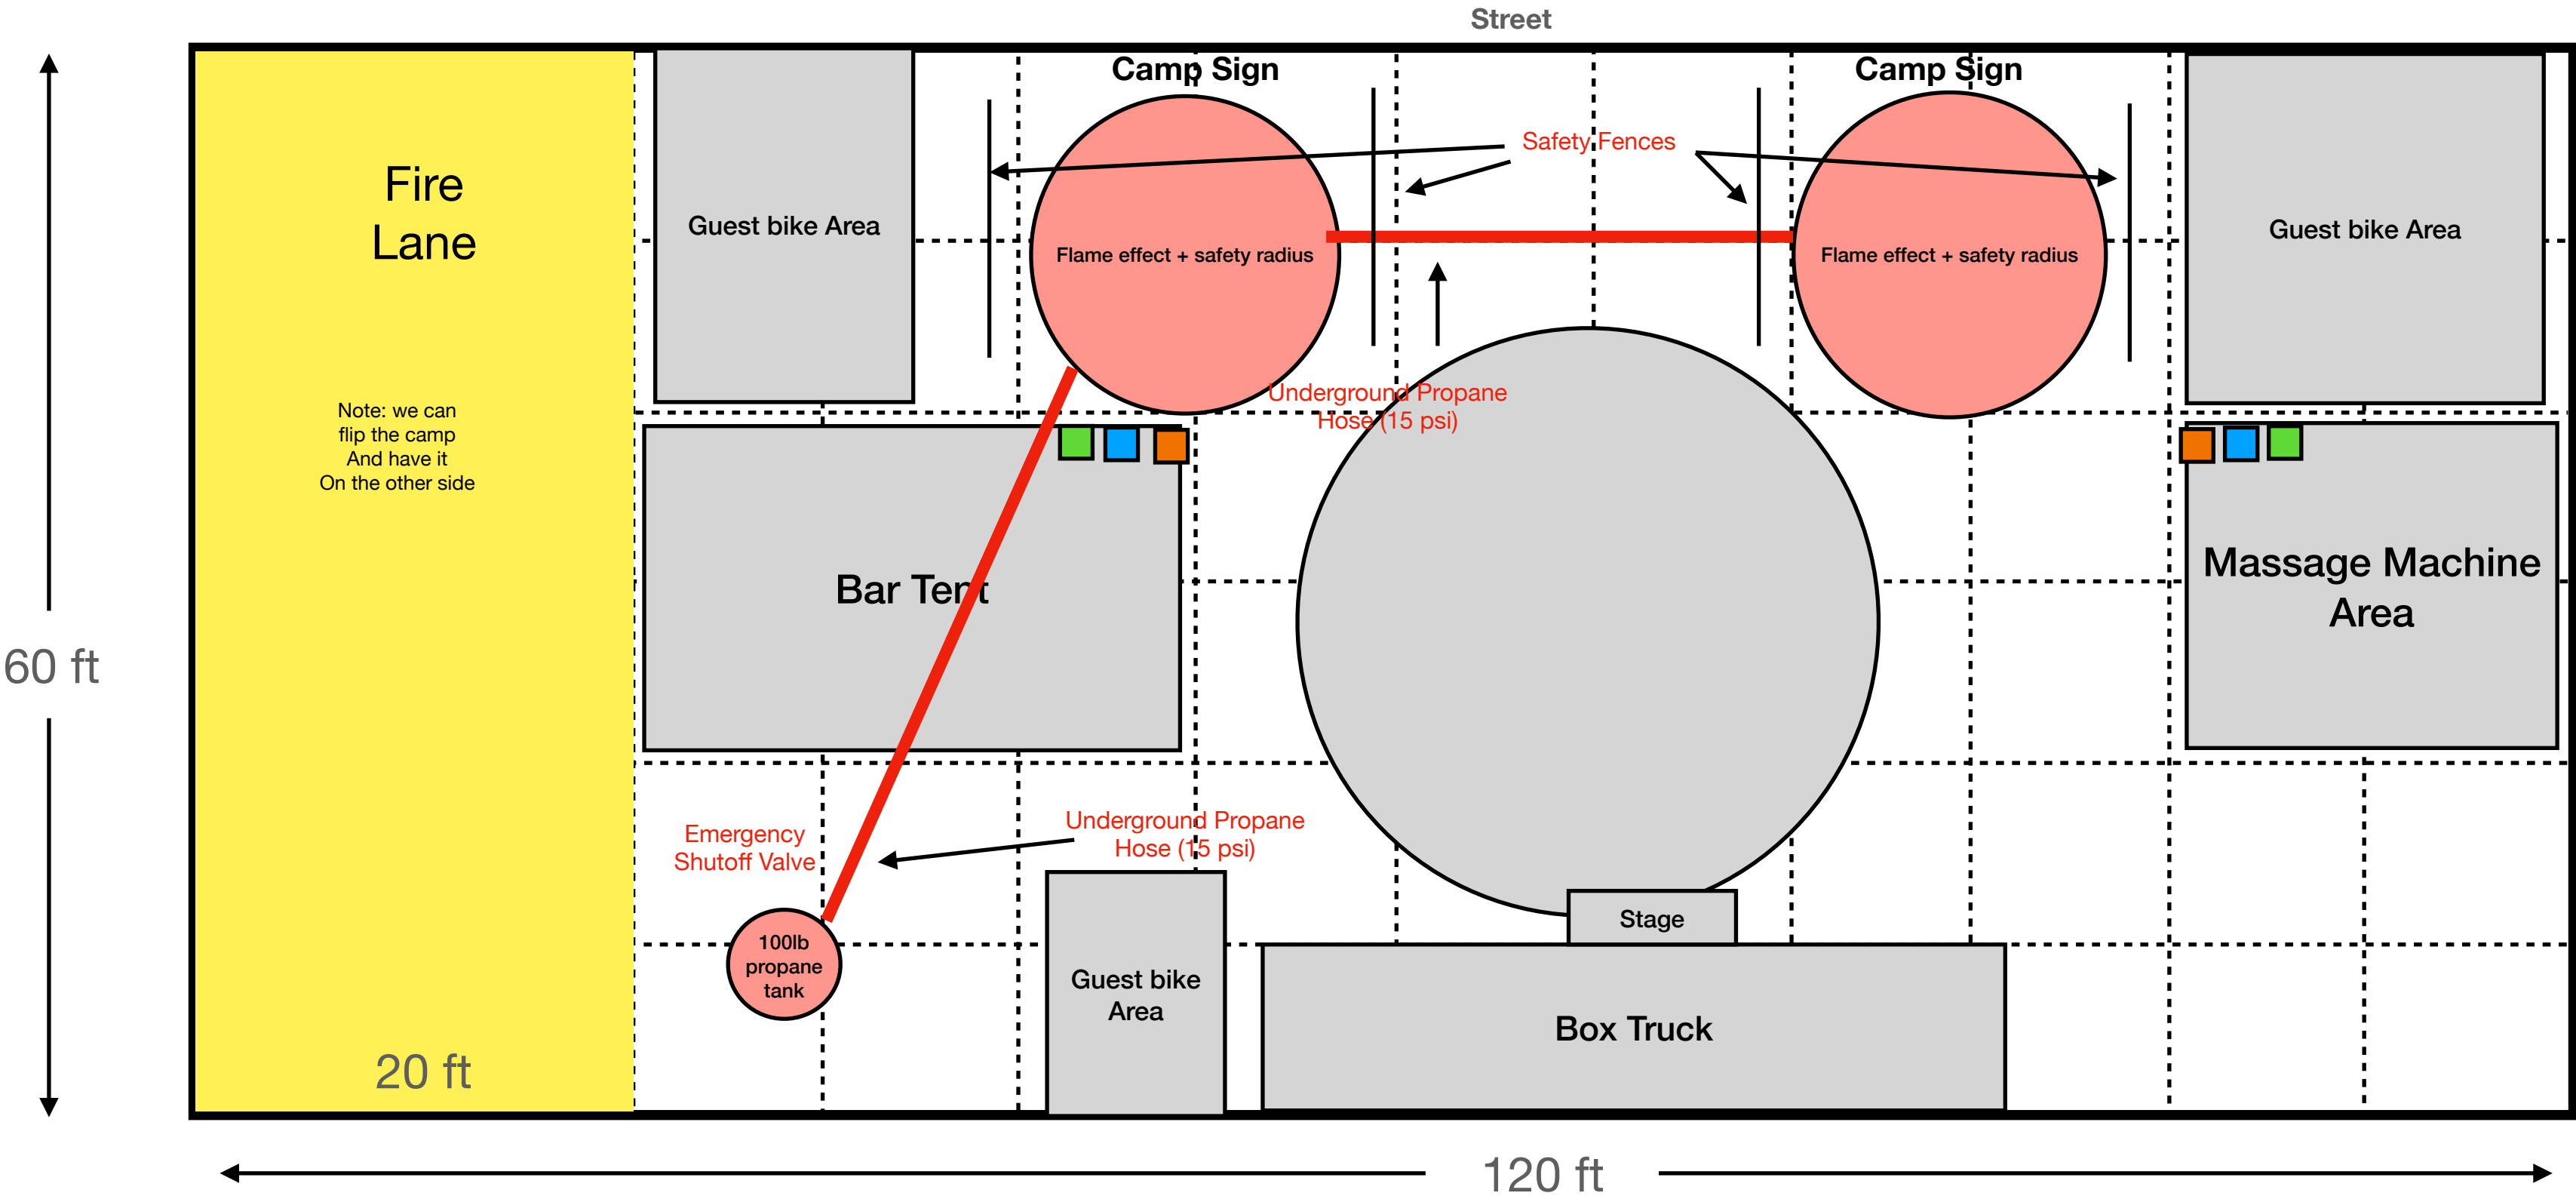 Street
Camp Sign
Camp Sign
Safety Fences
Fire
Lane
Guest bike Area
Guest bike Area
Flame effect + safety radius
Flame effect + safety radius
Underground Propane
Hose (15 psi)
Note: we can
flip the camp
And have it
On the other side
Bar Tent
Massage Machine
Area
60 ft
Emergency
Shutoff Valve
Underground Propane
Hose (15 psi)
Stage
100lb
propane
tank
Guest bike
Area
Box Truck
20 ft
120 ft